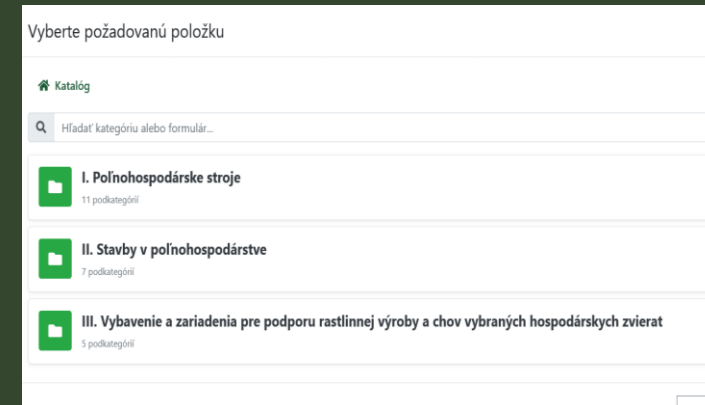 Vyberte požadovanú položku
Katalóg
Hľadať kategóriu alebo formulár...
I. Poľnohospodárske stroje
11 podkategórií
II. Stavby v poľnohospodárstve
7 podkategórií
III. Vybavenie a zariadenia pre podporu rastlinnej výroby a chov vybraných hospodárskych zvierat
5 podkategórií